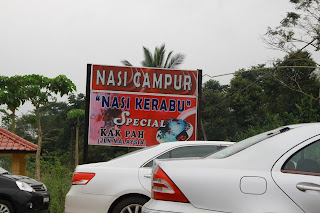 NASI CAMPUR
"NASI KERABU"
SPECIAL
KAK PAH